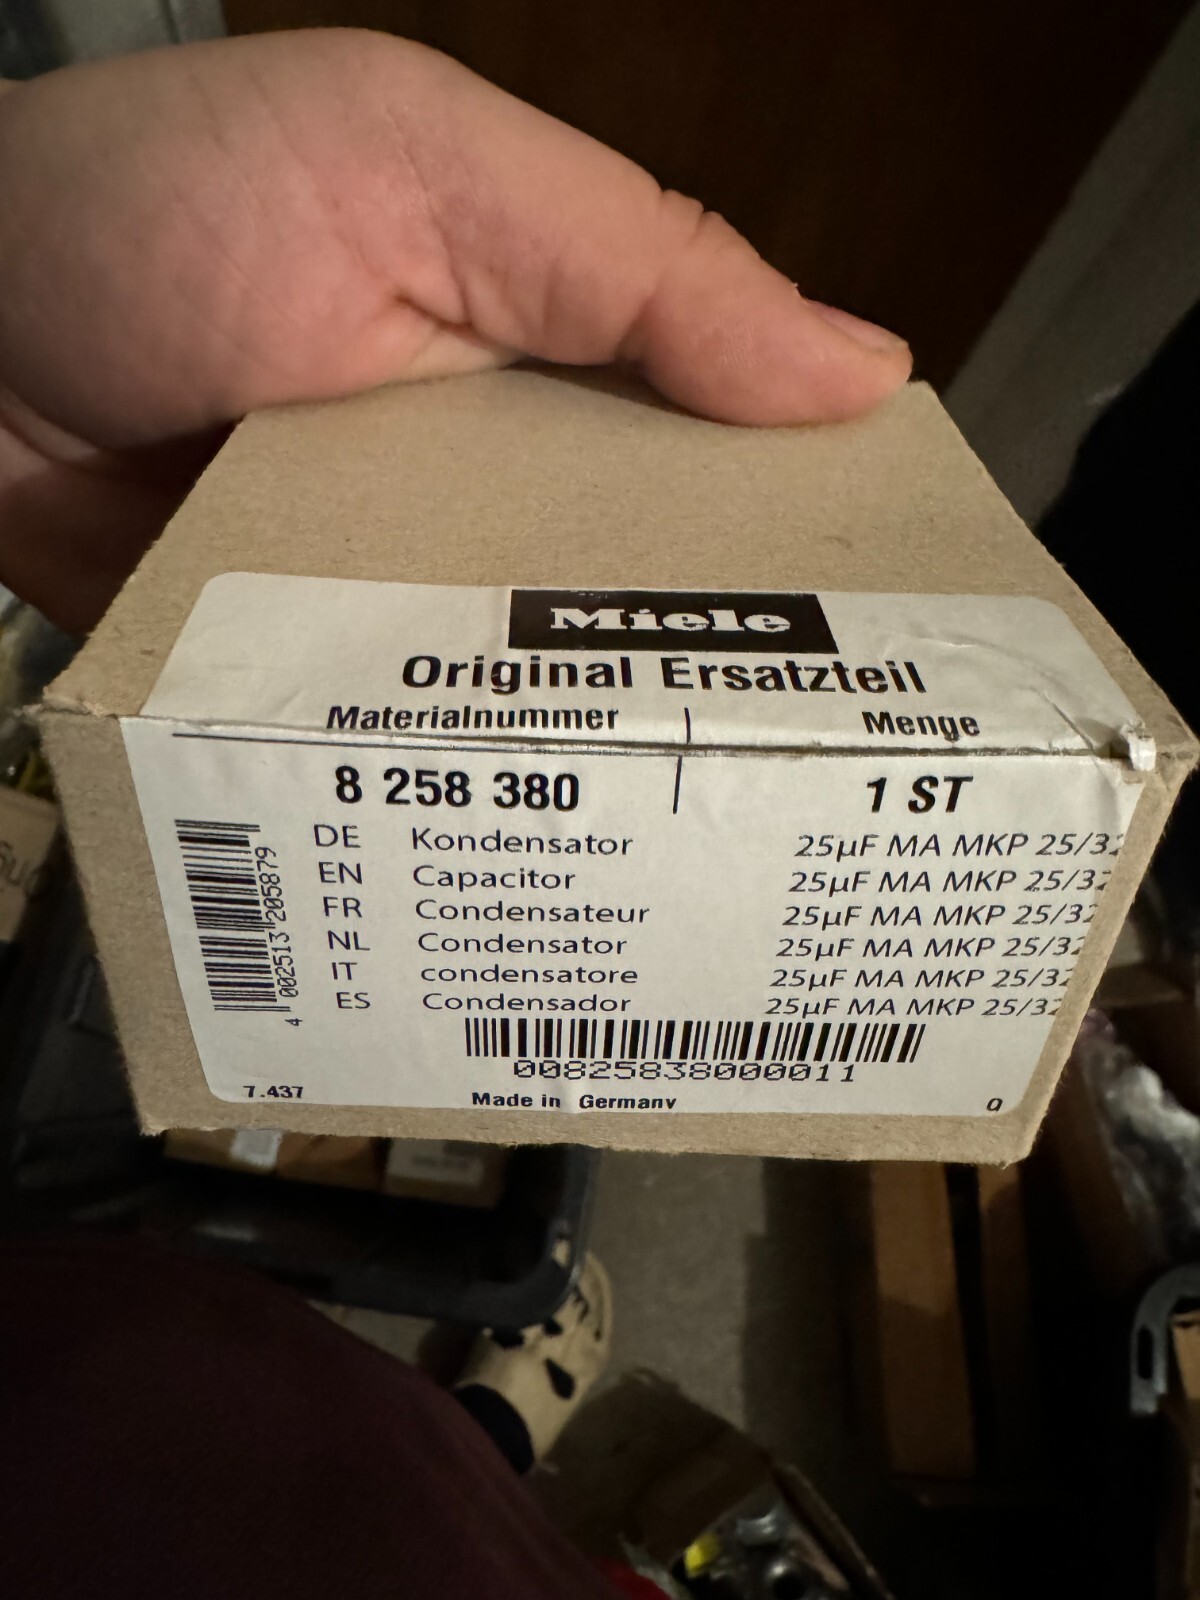 Miele
Original Ersatzteil
Materialnummer | Menge
8 258 380 | 1 ST
DE Kondensator 25µF MA MKP 25/32
EN Capacitor 25µF MA MKP 25/32
FR Condensateur 25µF MA MKP 25/32
NL Condensator 25µF MA MKP 25/32
IT condensatore 25µF MA MKP 25/32
ES Condensador 25µF MA MKP 25/32
4 002513 205879
00825838000011
7.437 Made in Germany Q